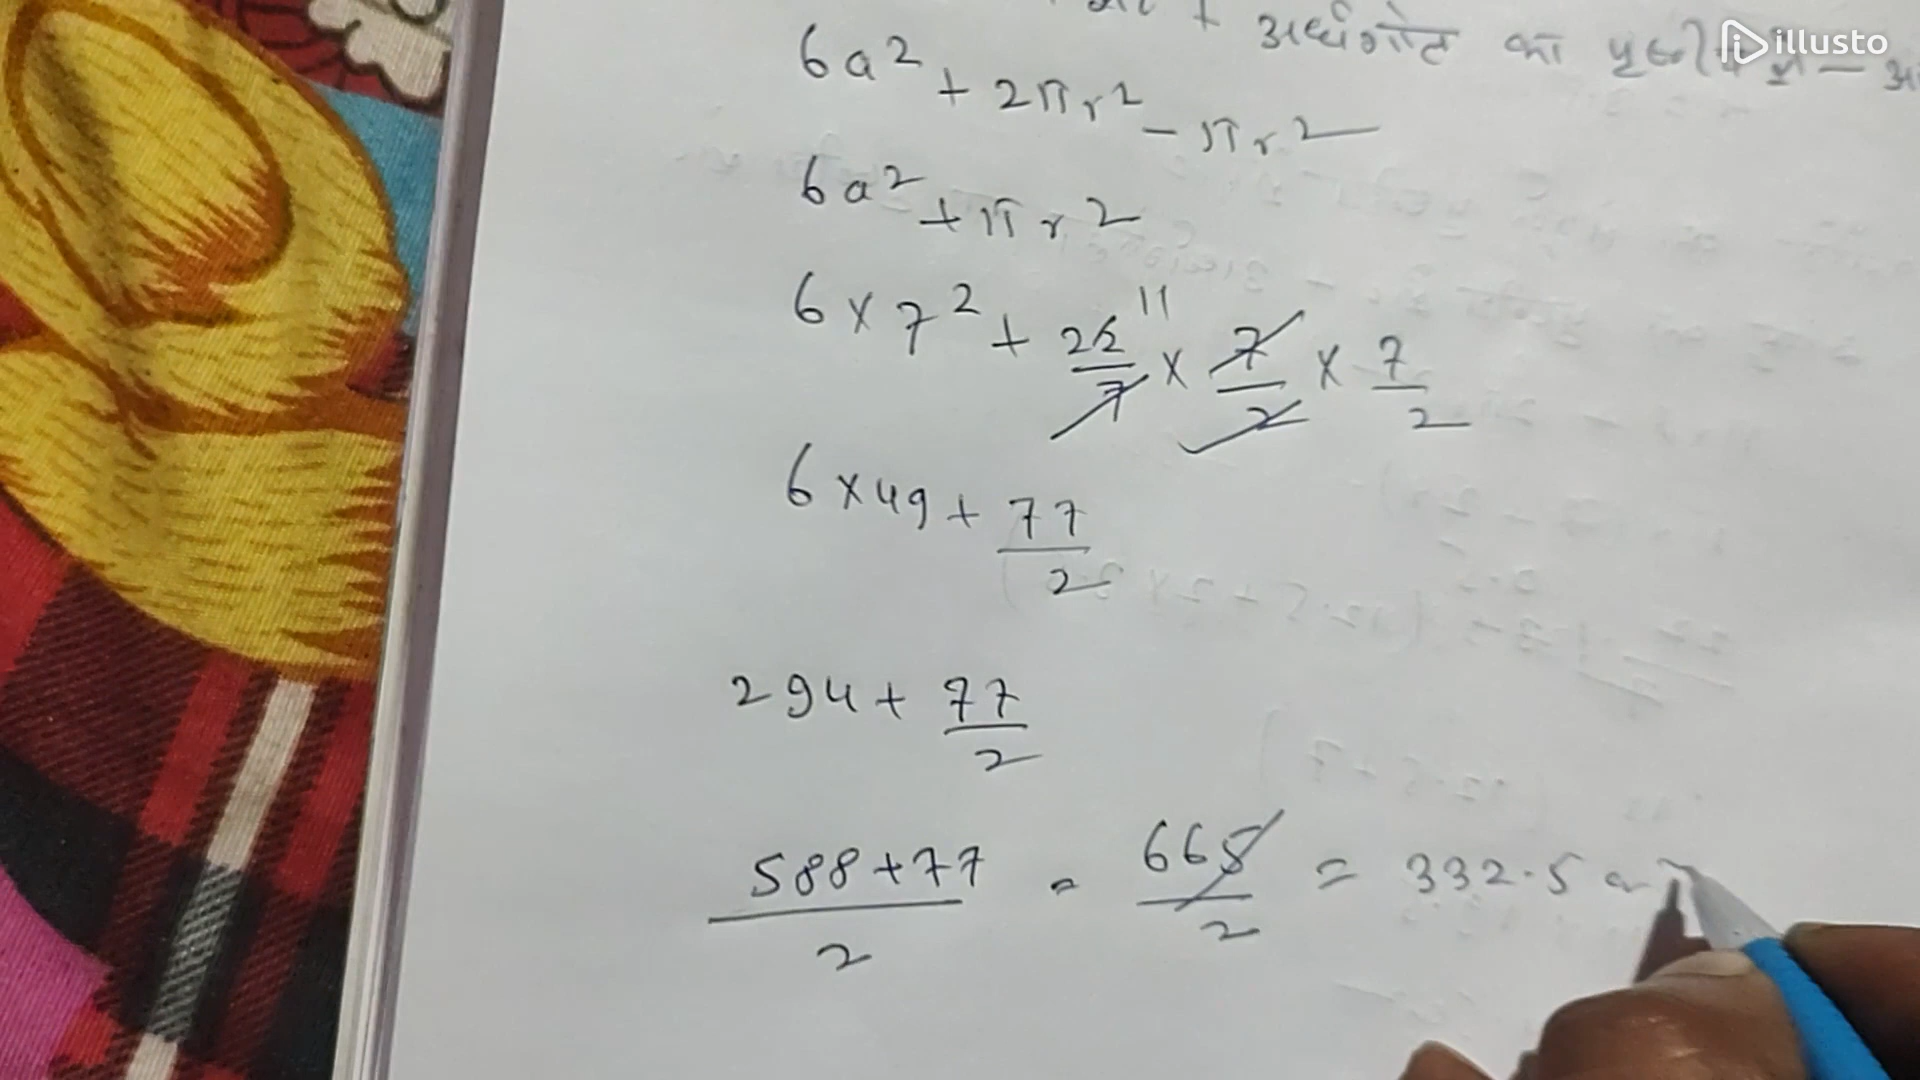 + अर्धगोले का पृष्ठीय क्षे –
illusto
6a² + 2πr² – πr²
6a² + πr²
6 × 7² + 22/7 11 × 7/2 × 7/2
6 × 49 + 77/2
294 + 77/2
588 + 77/2 = 665/2 = 332.5